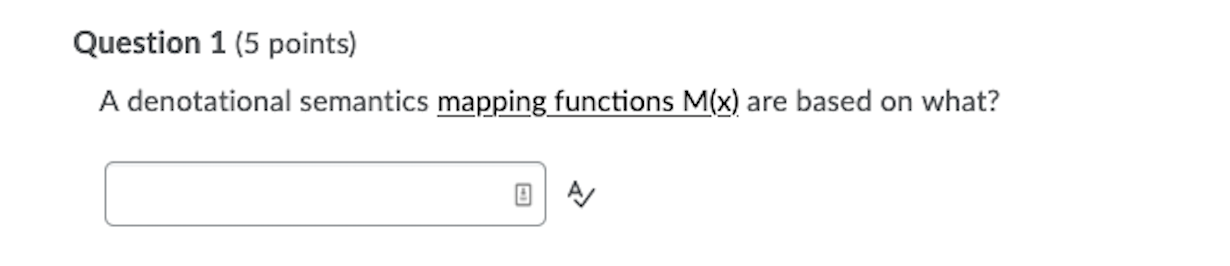 Question 1 (5 points)
A denotational semantics mapping functions M(x) are based on what?